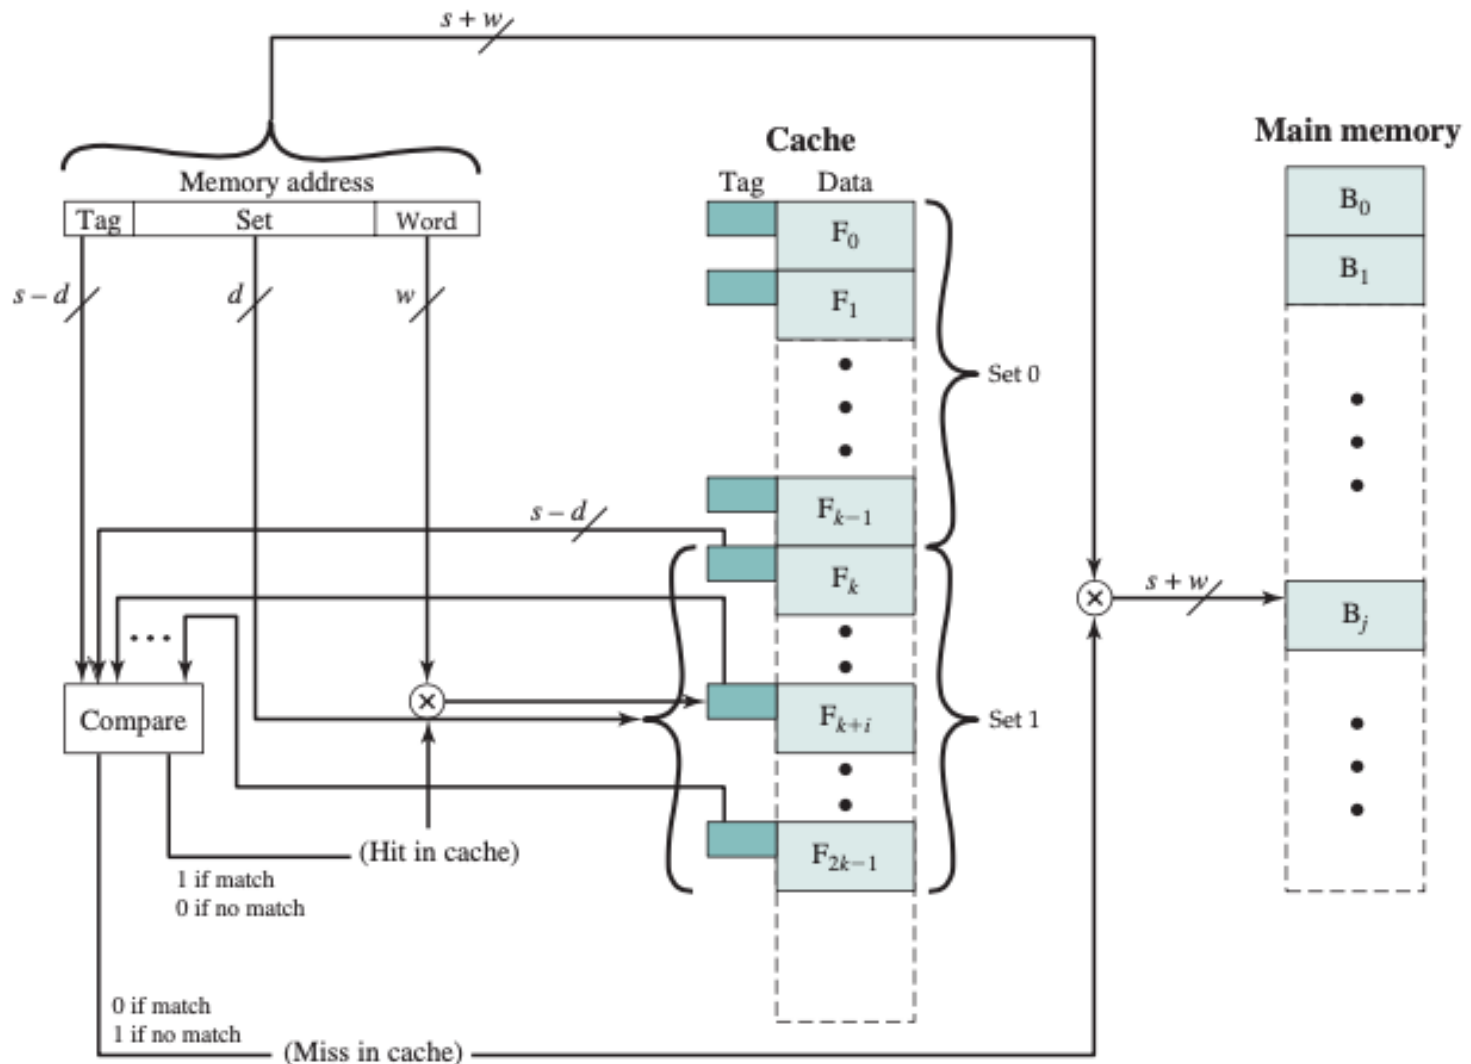 s + w
Cache
Main memory
Memory address
Tag Data
Tag Set Word
F0
B0
B1
s – d
d
w
F1
Set 0
Fk–1
s – d
Fk
s + w
Bj
Compare
Fk+i
Set 1
(Hit in cache)
F2k–1
1 if match
0 if no match
0 if match
1 if no match
(Miss in cache)